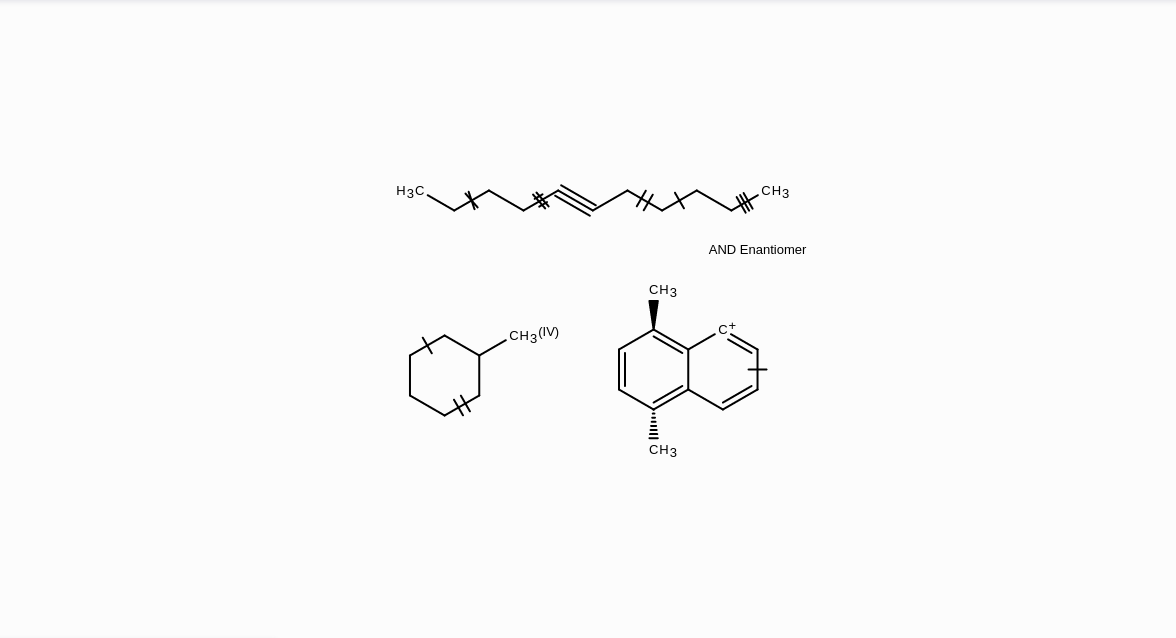 H3C CH3
AND Enantiomer
CH3
C+
CH3(IV)
CH3